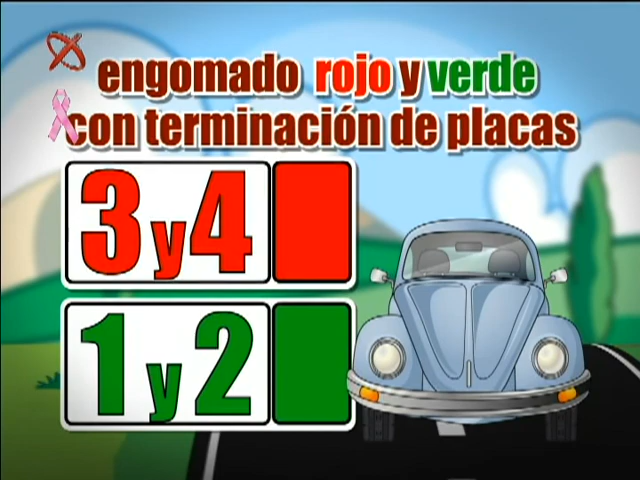 engomado rojo y verde
con terminación de placas
3 y 4
1 y 2